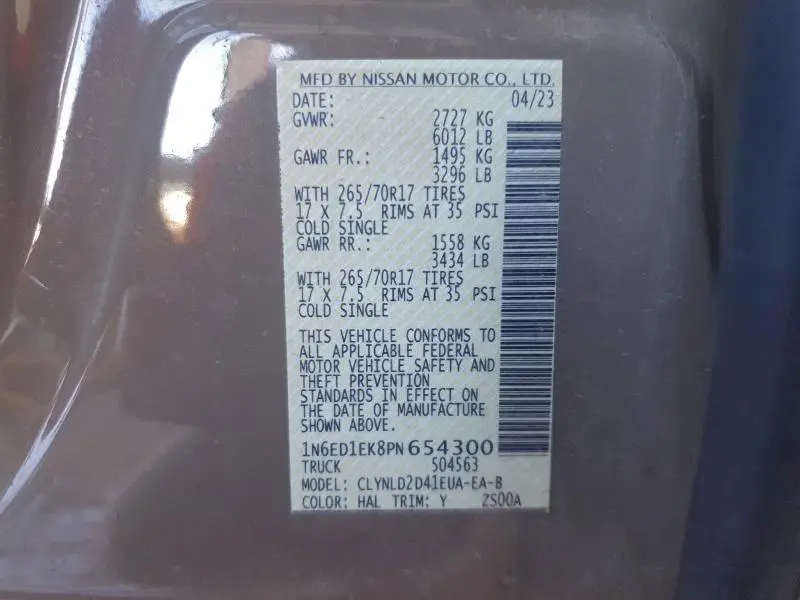 MFD BY NISSAN MOTOR CO., LTD.
DATE: 04/23
GVWR: 2727 KG
6012 LB
GAWR FR.: 1495 KG
3296 LB
WITH 265/70R17 TIRES
17 X 7.5 RIMS AT 35 PSI
COLD SINGLE
GAWR RR.: 1558 KG
3434 LB
WITH 265/70R17 TIRES
17 X 7.5 RIMS AT 35 PSI
COLD SINGLE
THIS VEHICLE CONFORMS TO
ALL APPLICABLE FEDERAL
MOTOR VEHICLE SAFETY AND
THEFT PREVENTION
STANDARDS IN EFFECT ON
THE DATE OF MANUFACTURE
SHOWN ABOVE.
1N6ED1EK8PN654300
TRUCK 504563
MODEL: CLYNLD2D41EUA-EA-B
COLOR: HAL TRIM: Y ZS00A